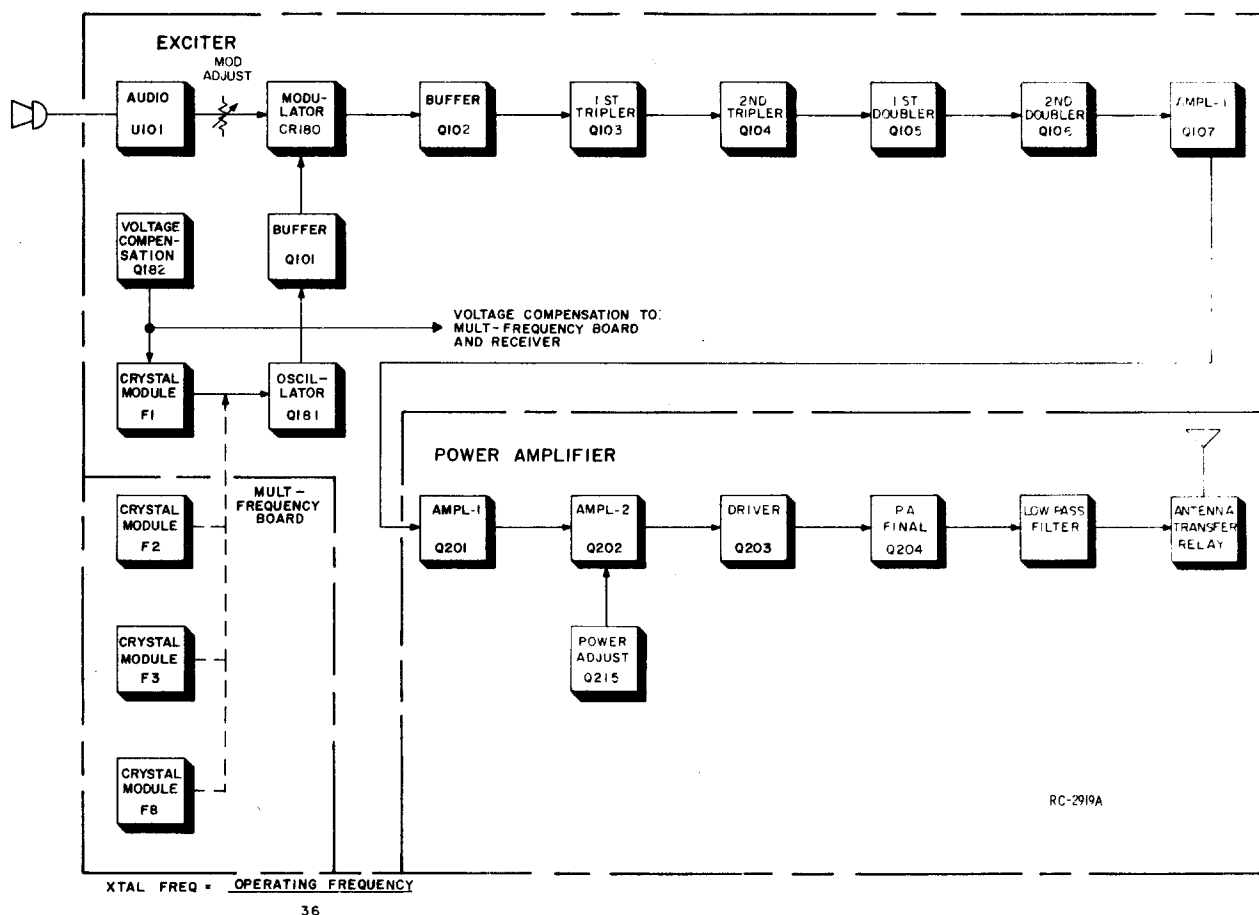 EXCITER
MOD
ADJUST
AUDIO
U101
MODU-
LATOR
CR180
BUFFER
Q102
1 ST
TRIPLER
Q103
2ND
TRIPLER
Q104
1 ST
DOUBLER
Q105
2ND
DOUBLER
Q106
AMPL-1
Q107
VOLTAGE
COMPEN-
SATION
Q182
BUFFER
Q101
VOLTAGE COMPENSATION TO
MULT-FREQUENCY BOARD
AND RECEIVER
CRYSTAL
MODULE
F1
OSCIL-
LATOR
Q181
POWER AMPLIFIER
MULT-
FREQUENCY
BOARD
CRYSTAL
MODULE
F2
AMPL-1
Q201
AMPL-2
Q202
DRIVER
Q203
PA
FINAL
Q204
LOW PASS
FILTER
ANTENNA
TRANSFER
RELAY
CRYSTAL
MODULE
F3
POWER
ADJUST
Q215
CRYSTAL
MODULE
F8
RC-2919A
XTAL FREQ = OPERATING FREQUENCY
36